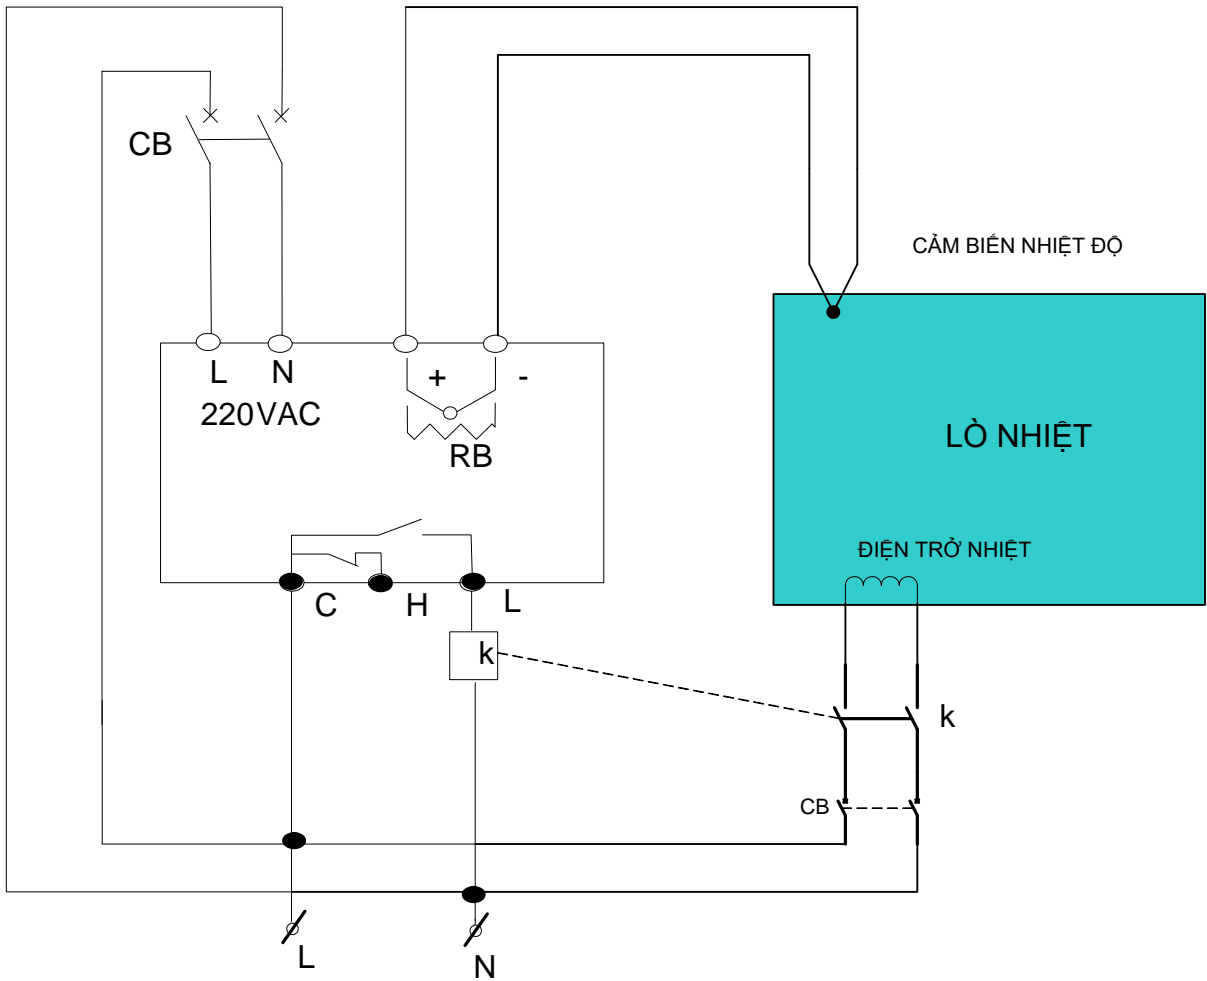 CB
CẢM BIẾN NHIỆT ĐỘ
L N + -
220VAC
RB
LÒ NHIỆT
ĐIỆN TRỞ NHIỆT
C H L
k
k
CB
L
N